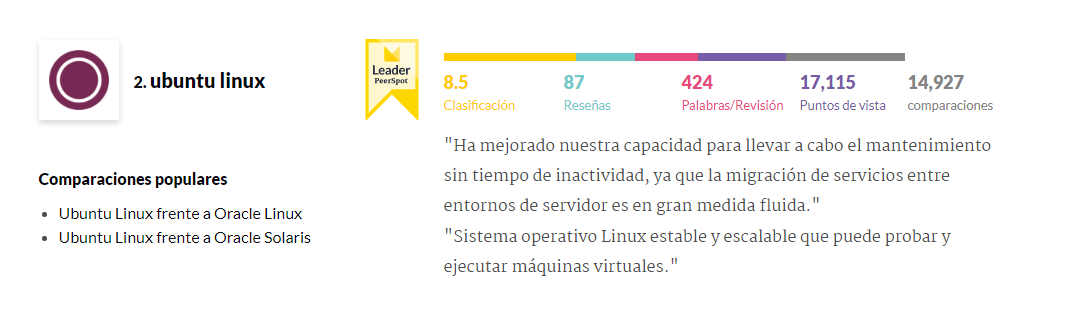 2. ubuntu linux
Leader
PeerSpot
8.5
Clasificación
87
Reseñas
424
Palabras/Revisión
17,115
Puntos de vista
14,927
comparaciones
"Ha mejorado nuestra capacidad para llevar a cabo el mantenimiento
sin tiempo de inactividad, ya que la migración de servicios entre
entornos de servidor es en gran medida fluida."
"Sistema operativo Linux estable y escalable que puede probar y
ejecutar máquinas virtuales."
Comparaciones populares
• Ubuntu Linux frente a Oracle Linux
• Ubuntu Linux frente a Oracle Solaris